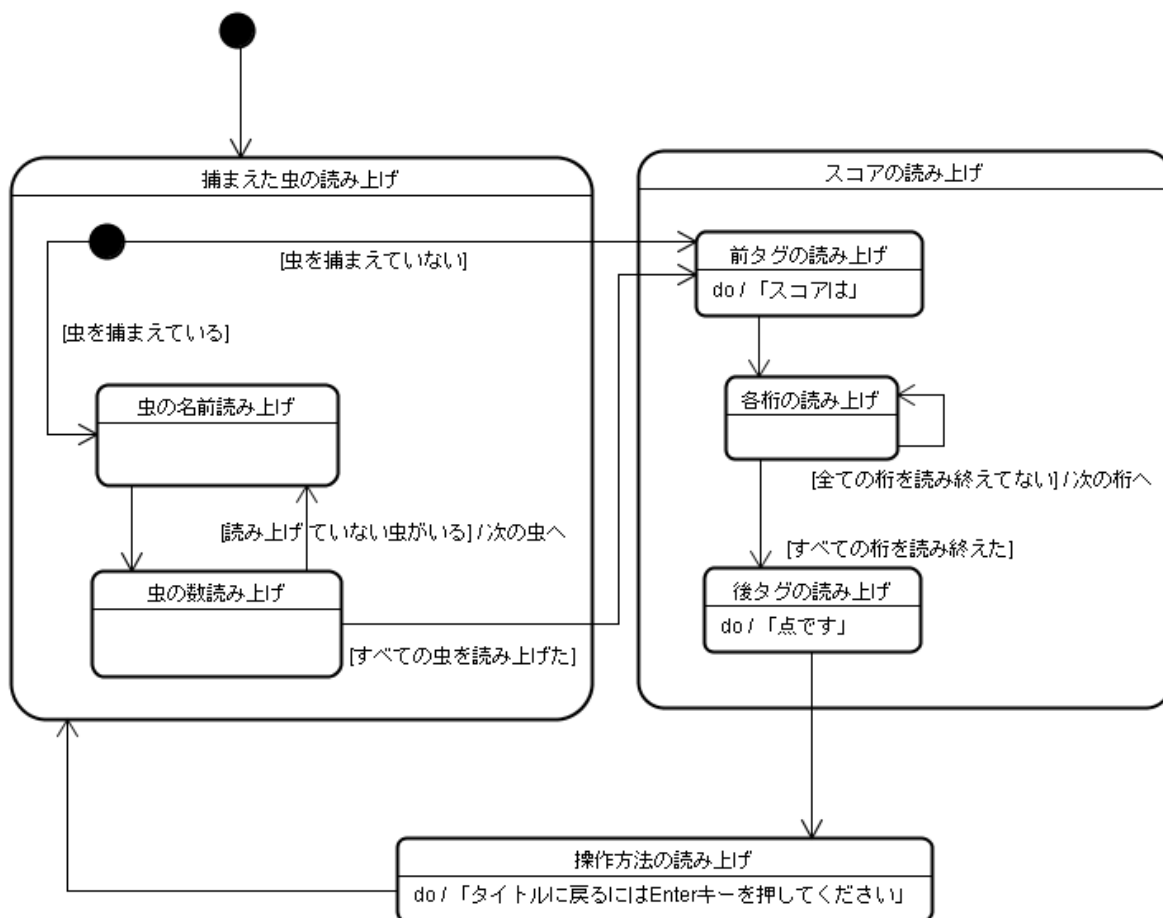 捕まえた虫の読み上げ
[虫を捕まえていない]
[虫を捕まえている]
虫の名前読み上げ
[読み上げていない虫がいる] / 次の虫へ
虫の数読み上げ
[すべての虫を読み上げた]
スコアの読み上げ
前タグの読み上げ
do / 「スコアは」
各桁の読み上げ
[全ての桁を読み終えてない] / 次の桁へ
[すべての桁を読み終えた]
後タグの読み上げ
do / 「点です」
操作方法の読み上げ
do / 「タイトルに戻るにはEnterキーを押してください」